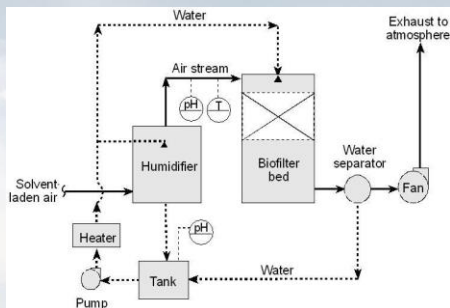 Water
Exhaust to
atmosphere
Air stream
pH
T
Humidifier
Biofilter
bed
Water
separator
Fan
Solvent
laden air
pH
Heater
Tank
Water
Pump